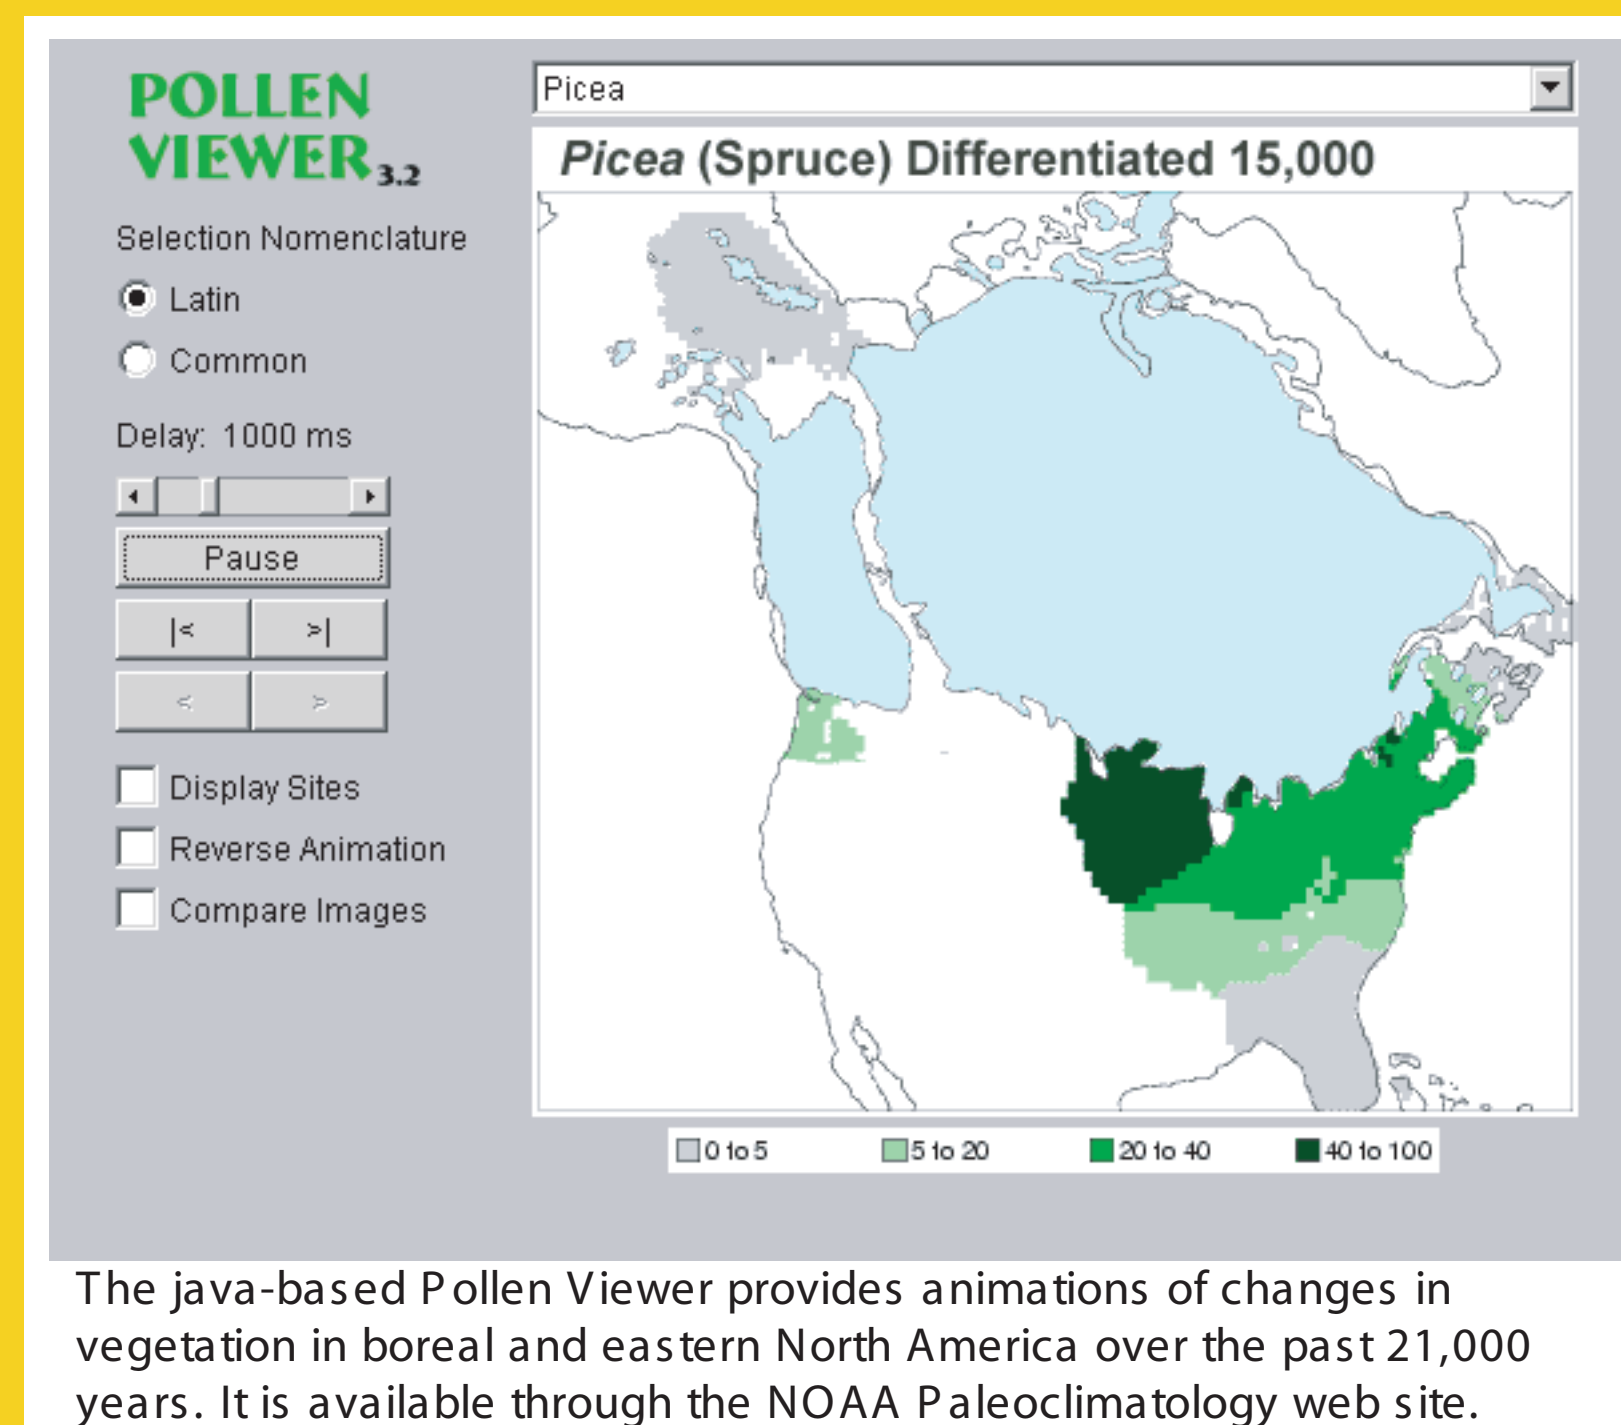 POLLEN
VIEWER 3.2
Selection Nomenclature
Latin
Common
Delay: 1000 ms
Pause
|< >|
< >
Display Sites
Reverse Animation
Compare Images
Picea
Picea (Spruce) Differentiated 15,000
0 to 5 5 to 20 20 to 40 40 to 100
The java-based Pollen Viewer provides animations of changes in
vegetation in boreal and eastern North America over the past 21,000
years. It is available through the NOAA Paleoclimatology web site.